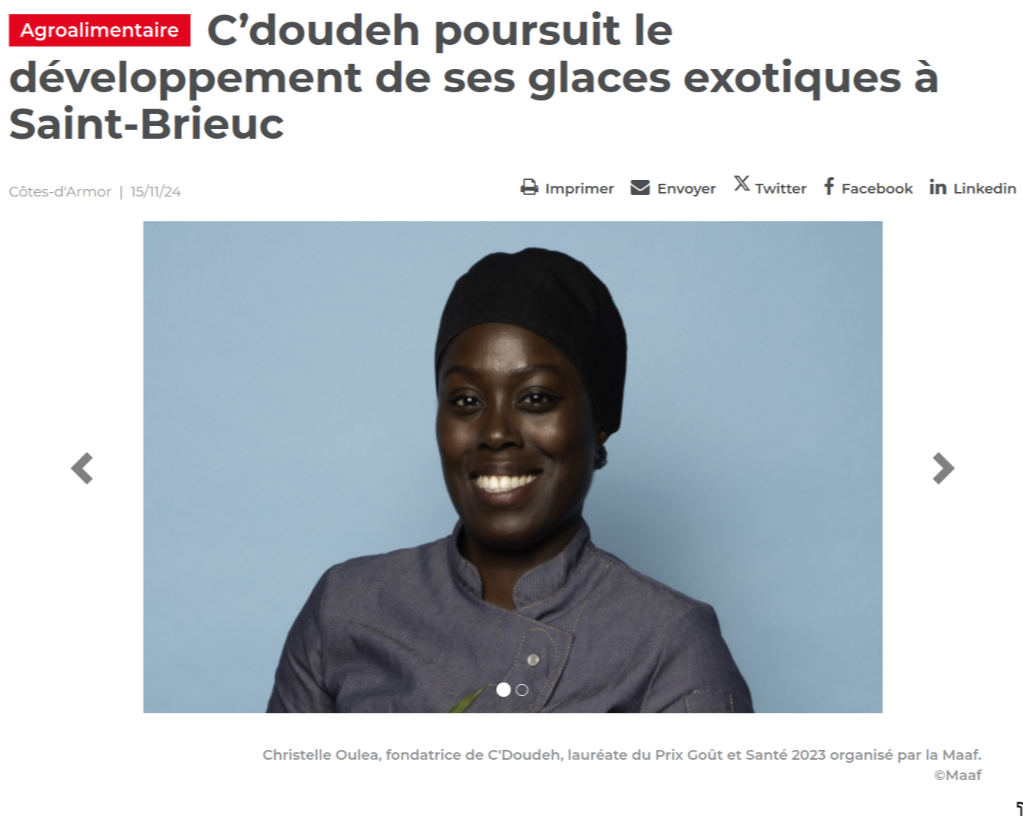 Agroalimentaire C’doudeh poursuit le
développement de ses glaces exotiques à
Saint-Brieuc
Côtes-d'Armor | 15/11/24
Imprimer Envoyer Twitter Facebook Linkedin
Christelle Oulea, fondatrice de C'Doudeh, lauréate du Prix Goût et Santé 2023 organisé par la Maaf.
©Maaf